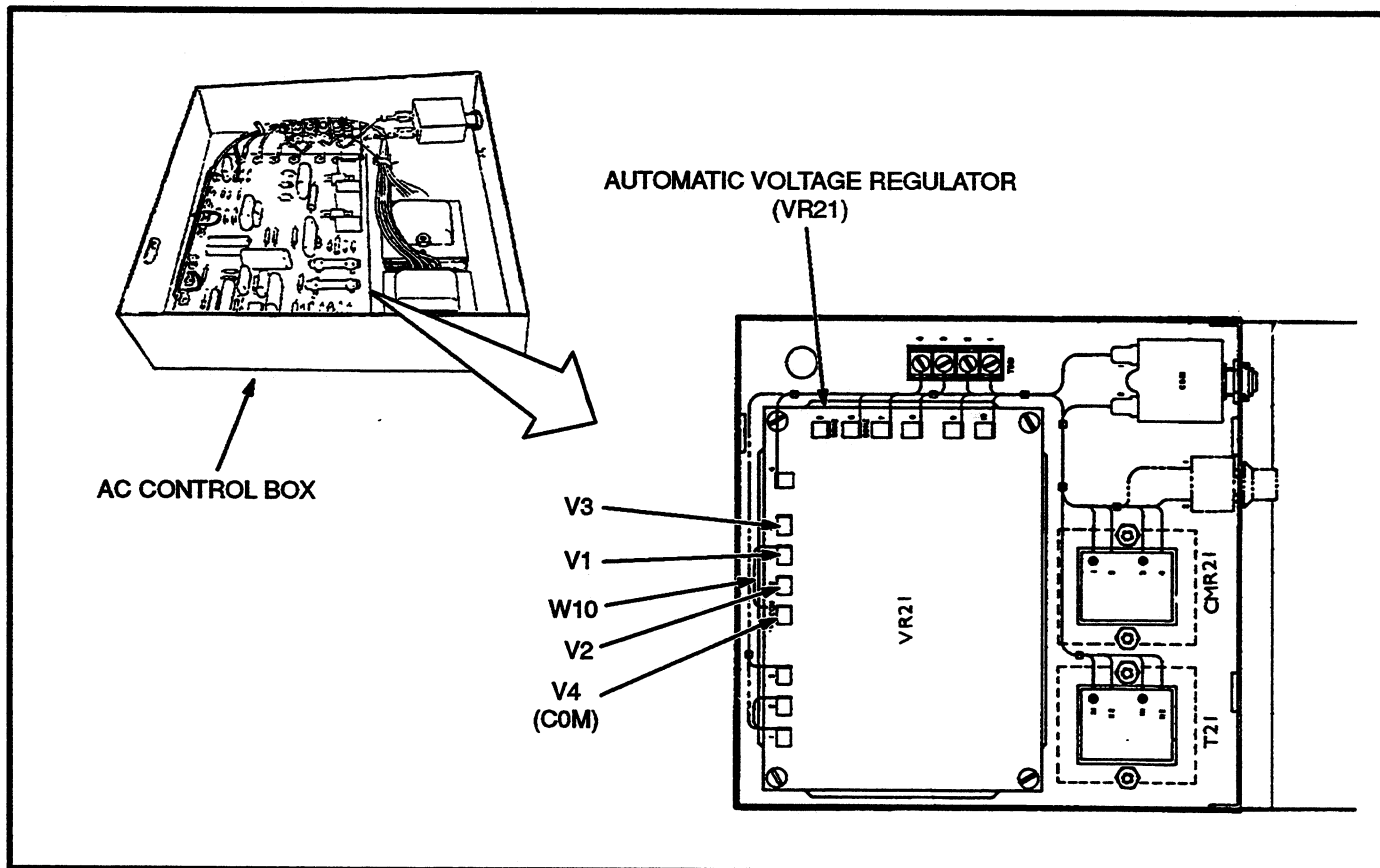 AUTOMATIC VOLTAGE REGULATOR
(VR21)
AC CONTROL BOX
V3
V1
W10
V2
V4
(C0M)
VR21
CMR21
T21